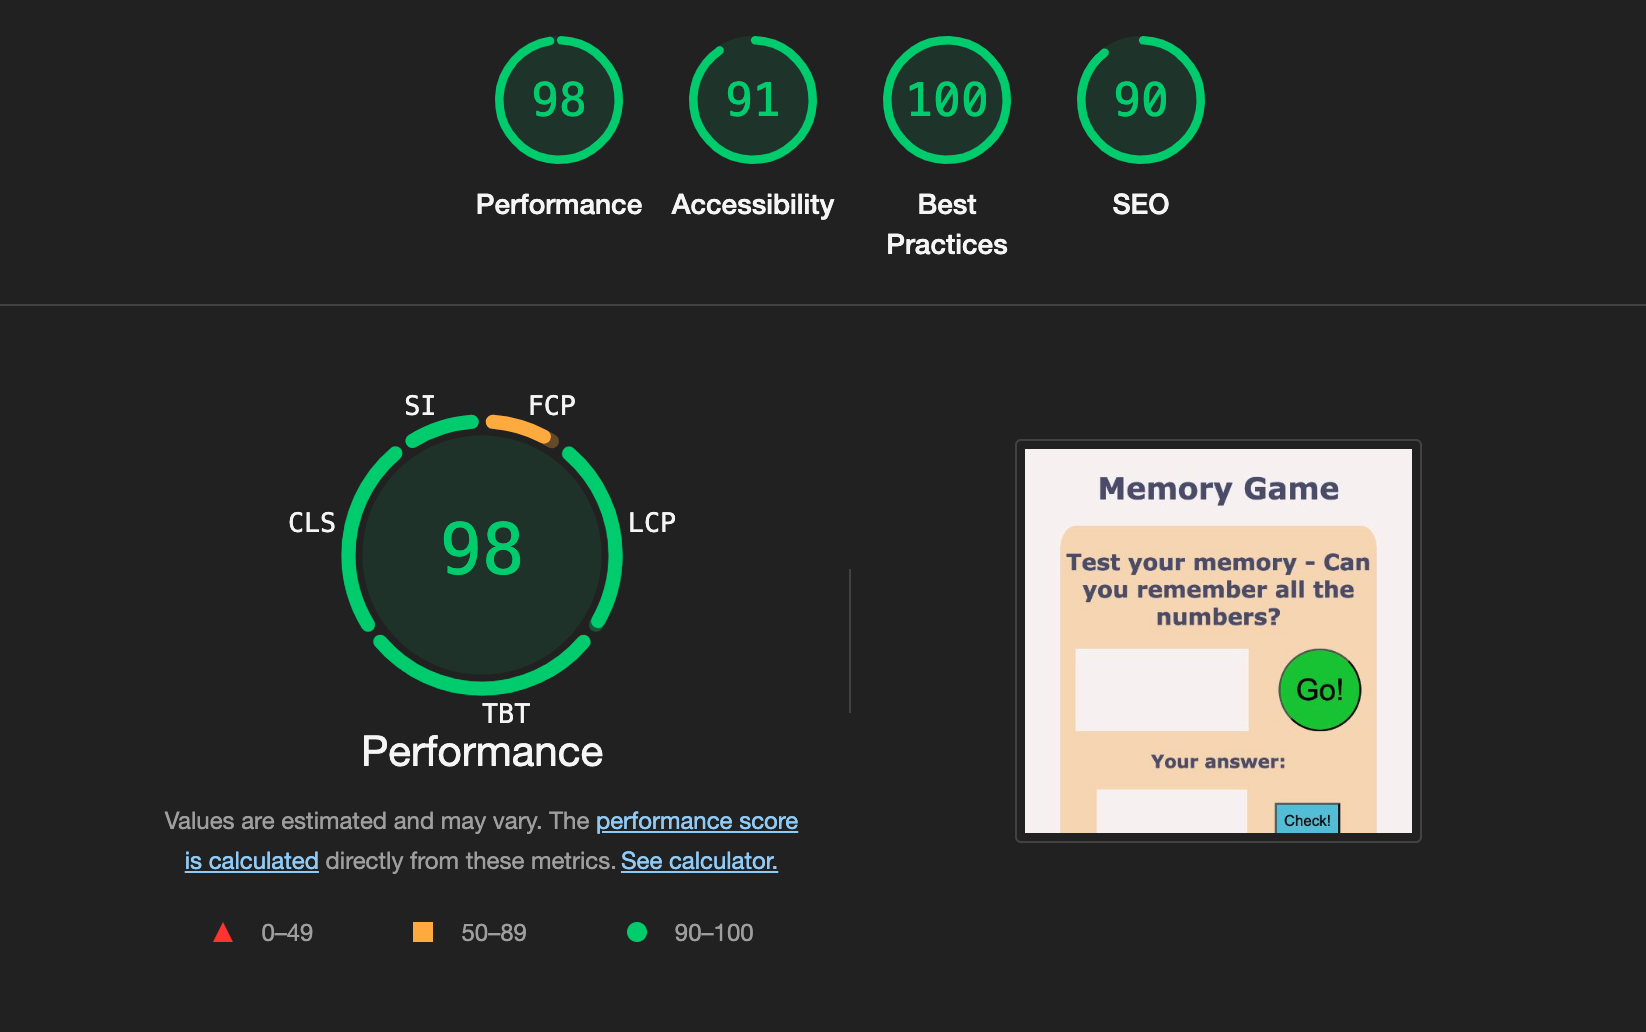 98
91
100
90
Performance
Accessibility
Best
Practices
SEO
SI
FCP
CLS
LCP
98
TBT
Performance
Values are estimated and may vary. The performance score
is calculated directly from these metrics. See calculator.
0–49
50–89
90–100
Memory Game
Test your memory - Can
you remember all the
numbers?
Go!
Your answer:
Check!